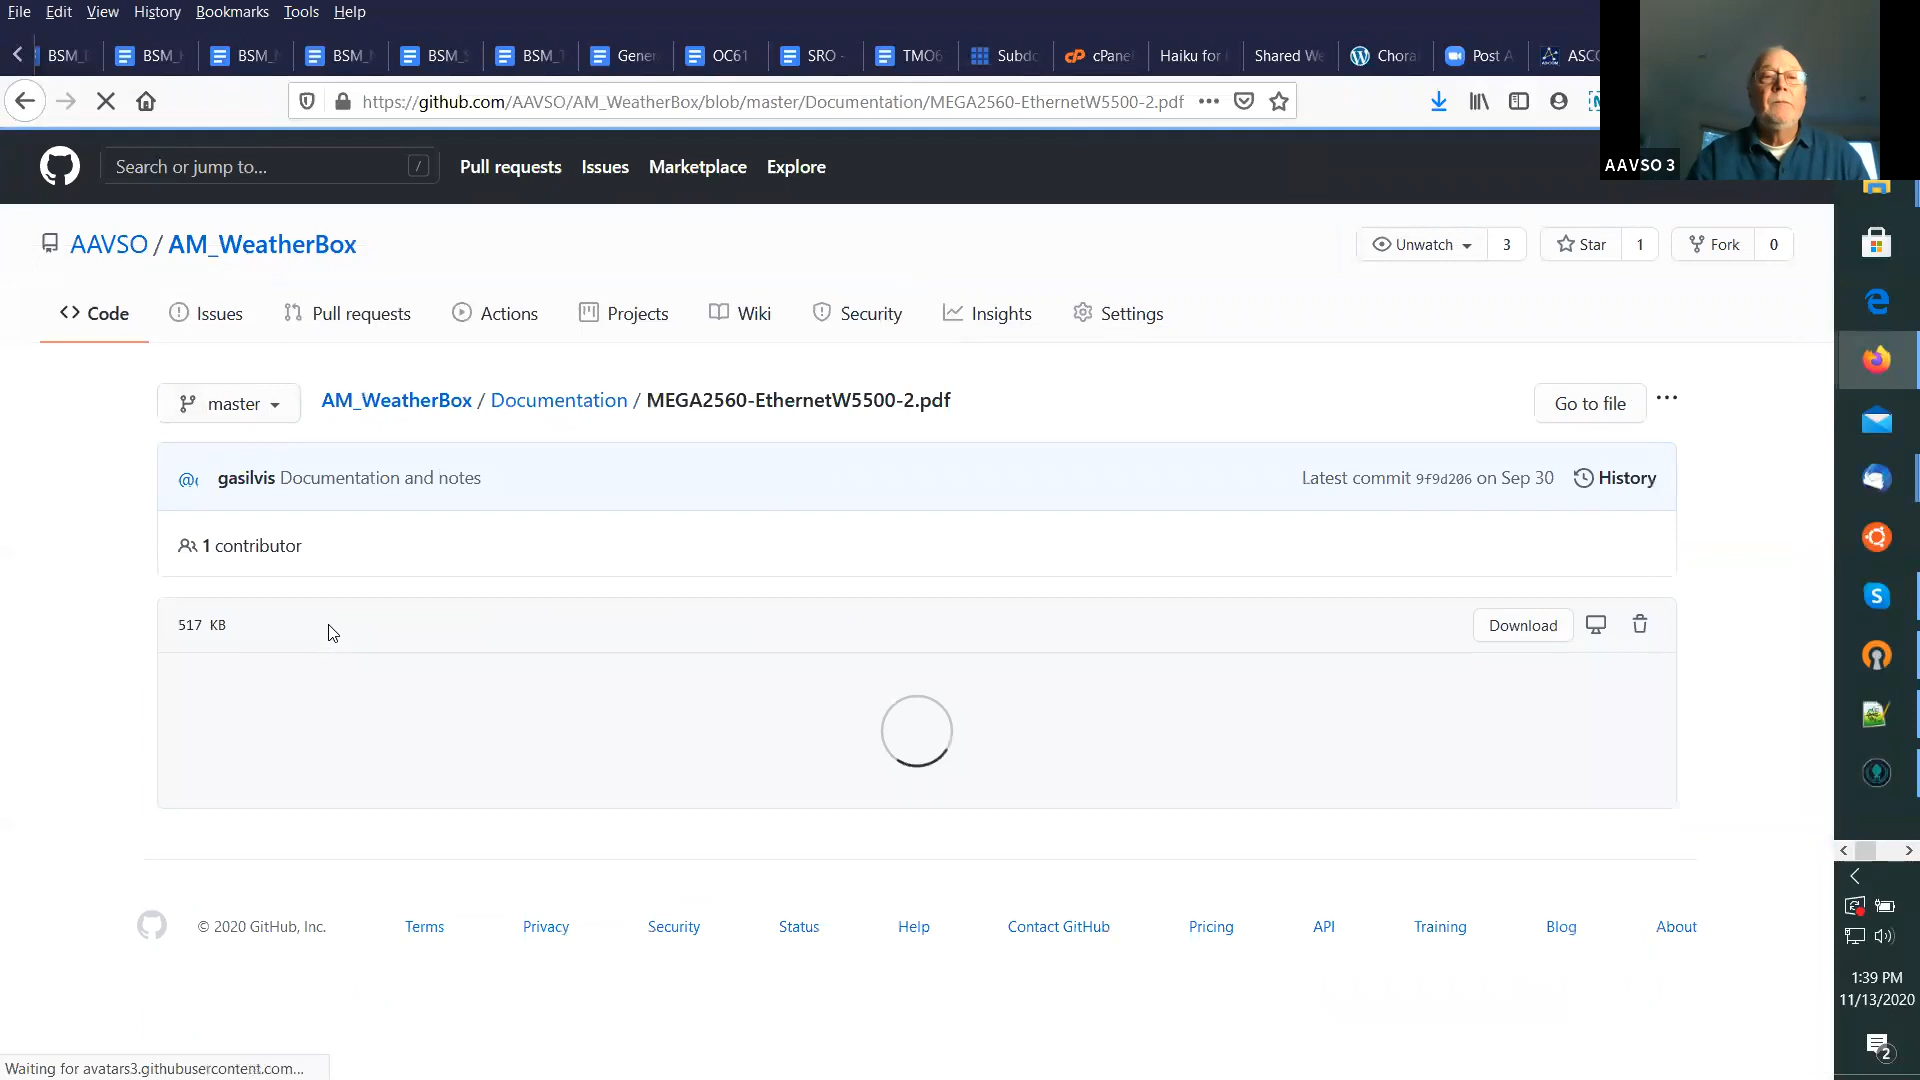 File Edit View History Bookmarks Tools Help
BSM_ BSM_ BSM_ BSM_ BSM_ BSM_ Gener OC61 SRO - TMO6 Subdo cPane Haiku for Shared We Chora Post A ASCO
https://github.com/AAVSO/AM_WeatherBox/blob/master/Documentation/MEGA2560-EthernetW5500-2.pdf
AAVSO 3
Search or jump to... / Pull requests Issues Marketplace Explore
AAVSO / AM_WeatherBox Unwatch 3 Star 1 Fork 0
Code Issues Pull requests Actions Projects Wiki Security Insights Settings
master AM_WeatherBox / Documentation / MEGA2560-EthernetW5500-2.pdf Go to file
gasilvis Documentation and notes Latest commit 9f9d206 on Sep 30 History
1 contributor
517 KB Download
© 2020 GitHub, Inc. Terms Privacy Security Status Help Contact GitHub Pricing API Training Blog About
1:39 PM
11/13/2020
2
Waiting for avatars3.githubusercontent.com...